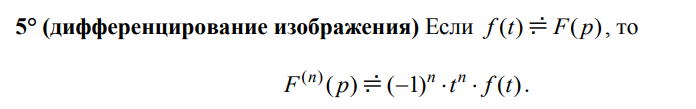 5° (дифференцирование изображения) Если f(t) ≓ F(p), то
F⁽ⁿ⁾(p) ≓ (−1)ⁿ · tⁿ · f(t).